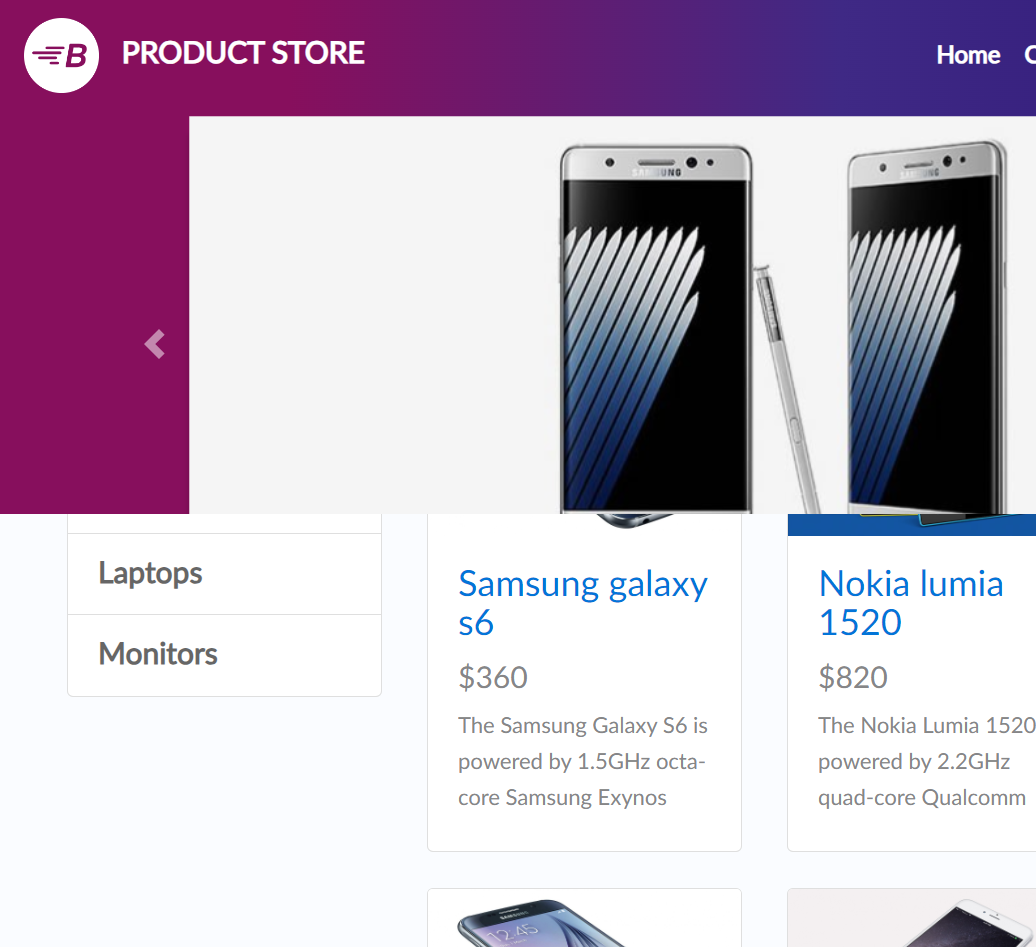 B PRODUCT STORE
Home
SAMSUNG
SAMSUNG
Laptops
Monitors
Samsung galaxy
s6
$360
The Samsung Galaxy S6 is
powered by 1.5GHz octa-
core Samsung Exynos
Nokia lumia
1520
$820
The Nokia Lumia 1520
powered by 2.2GHz
quad-core Qualcomm
SAMSUNG
12:45